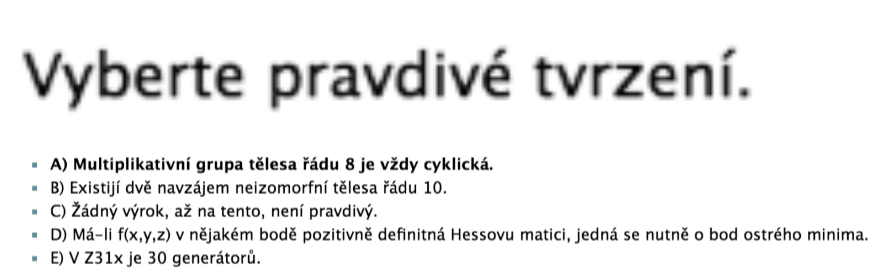 Vyberte pravdivé tvrzení.
A) Multiplikativní grupa tělesa řádu 8 je vždy cyklická.
B) Existijí dvě navzájem neizomorfní tělesa řádu 10.
C) Žádný výrok, až na tento, není pravdivý.
D) Má-li f(x,y,z) v nějakém bodě pozitivně definitná Hessovu matici, jedná se nutně o bod ostrého minima.
E) V Z31x je 30 generátorů.